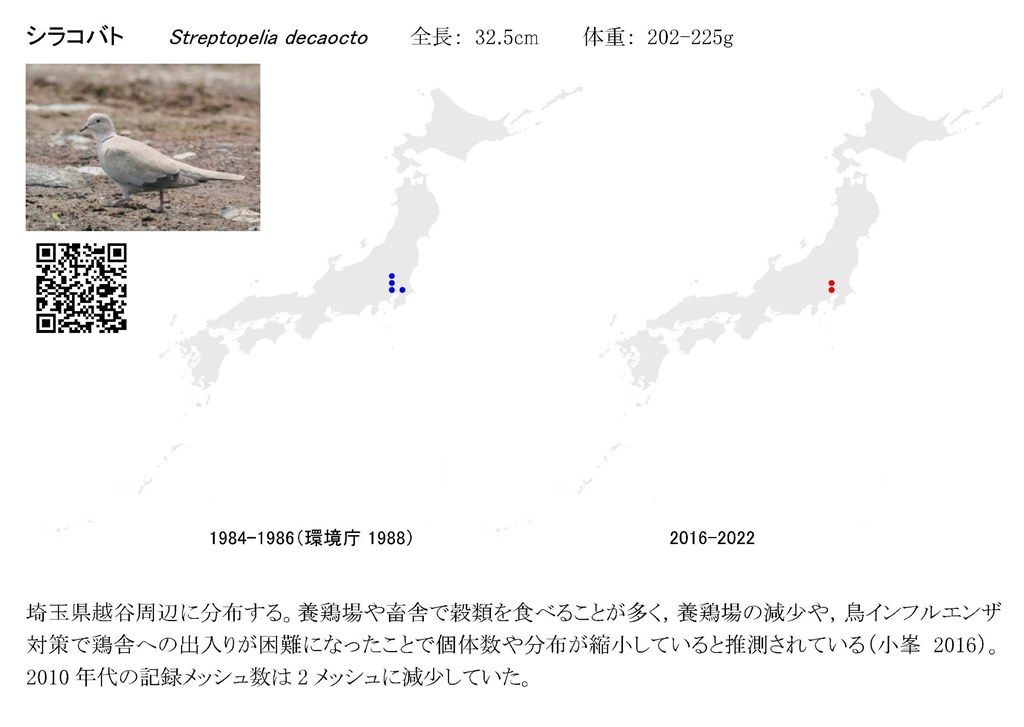 シラコバト Streptopelia decaocto 全長: 32.5cm 体重: 202-225g
1984-1986(環境庁 1988) 2016-2022
埼玉県越谷周辺に分布する。養鶏場や畜舎で穀類を食べることが多く, 養鶏場の減少や, 鳥インフルエンザ
対策で鶏舎への出入りが困難になったことで個体数や分布が縮小していると推測されている(小峯 2016)。
2010 年代の記録メッシュ数は 2 メッシュに減少していた。